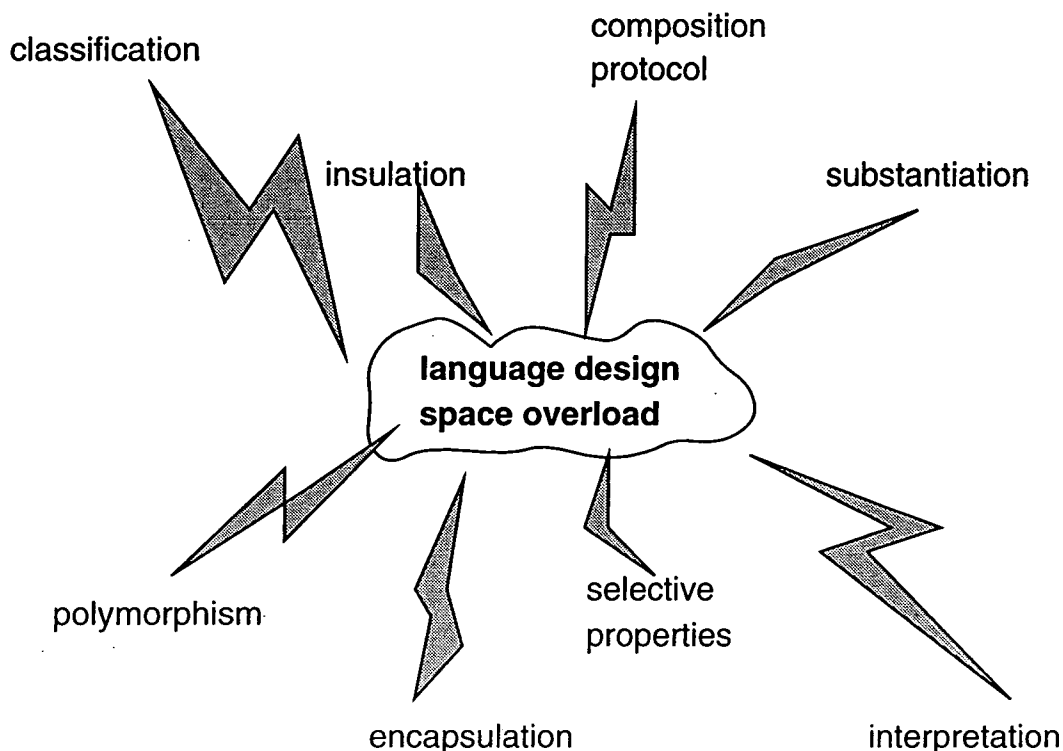 composition
protocol
classification
insulation
substantiation
language design
space overload
selective
properties
polymorphism
encapsulation
interpretation